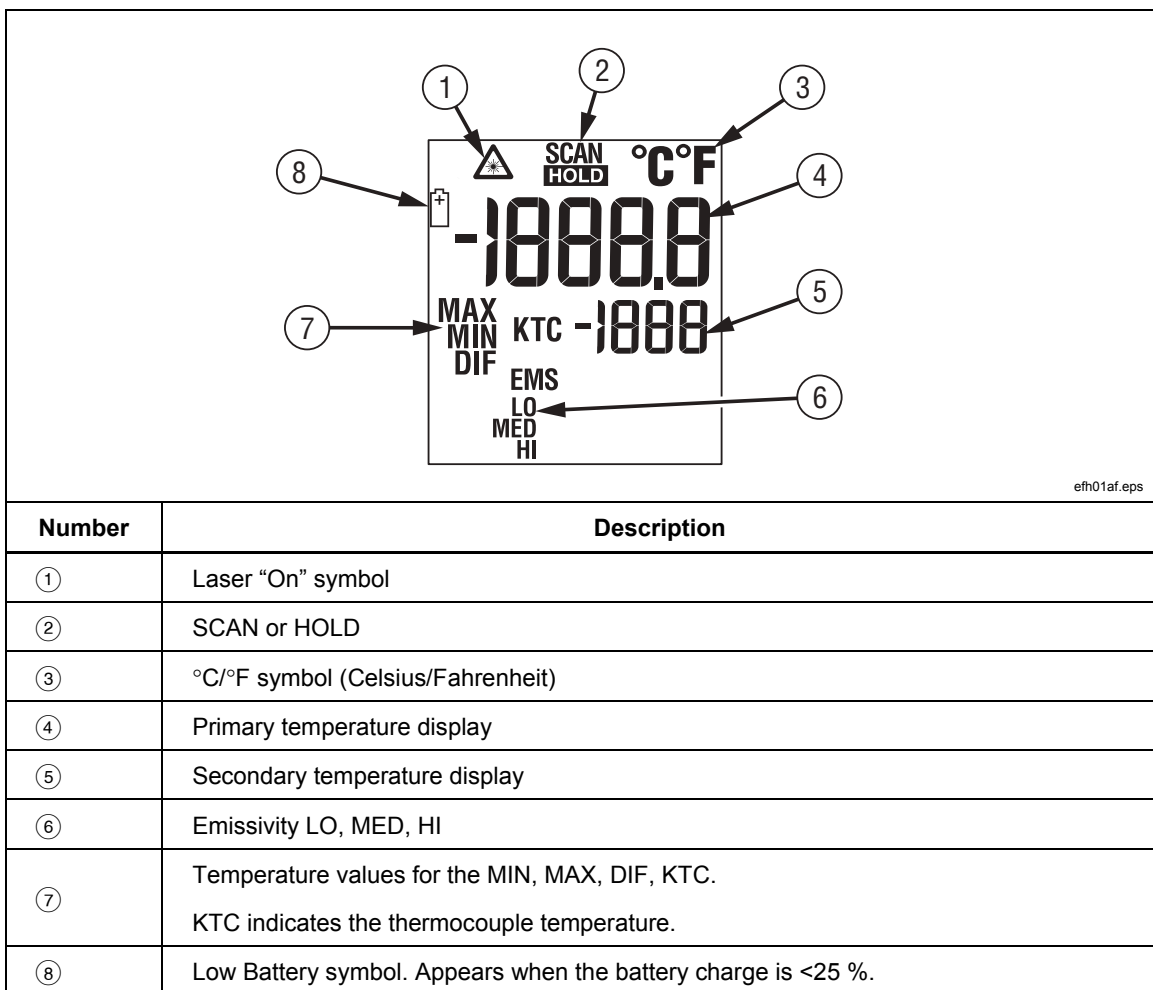 1
2
3
8
SCAN
HOLD
°C°F
4
+
-1888.8
5
7
MAX
MIN
DIF
KTC -1888
EMS
LO
MED
HI
6
efh01af.eps
Number Description
① Laser “On” symbol
② SCAN or HOLD
③ °C/°F symbol (Celsius/Fahrenheit)
④ Primary temperature display
⑤ Secondary temperature display
⑥ Emissivity LO, MED, HI
⑦ Temperature values for the MIN, MAX, DIF, KTC.
KTC indicates the thermocouple temperature.
⑧ Low Battery symbol. Appears when the battery charge is <25 %.